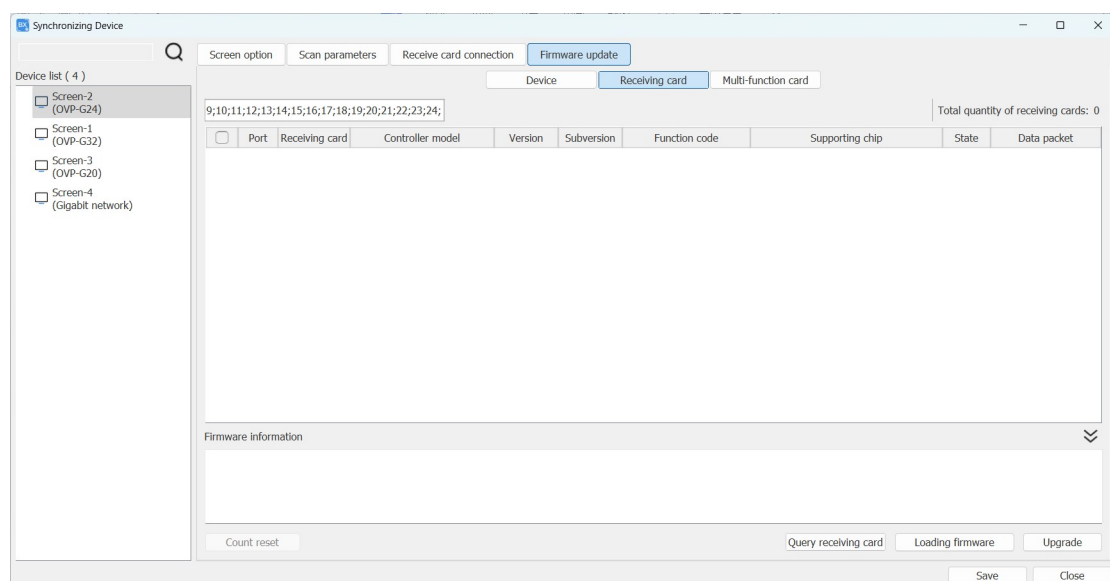 BX Synchronizing Device
Screen option Scan parameters Receive card connection Firmware update
Device list ( 4 )
Device Receiving card Multi-function card
Screen-2
(OVP-G24)
Screen-1
(OVP-G32)
Screen-3
(OVP-G20)
Screen-4
(Gigabit network)
9;10;11;12;13;14;15;16;17;18;19;20;21;22;23;24;
Total quantity of receiving cards: 0
Port Receiving card Controller model Version Subversion Function code Supporting chip State Data packet
Firmware information
Count reset Query receiving card Loading firmware Upgrade
Save Close